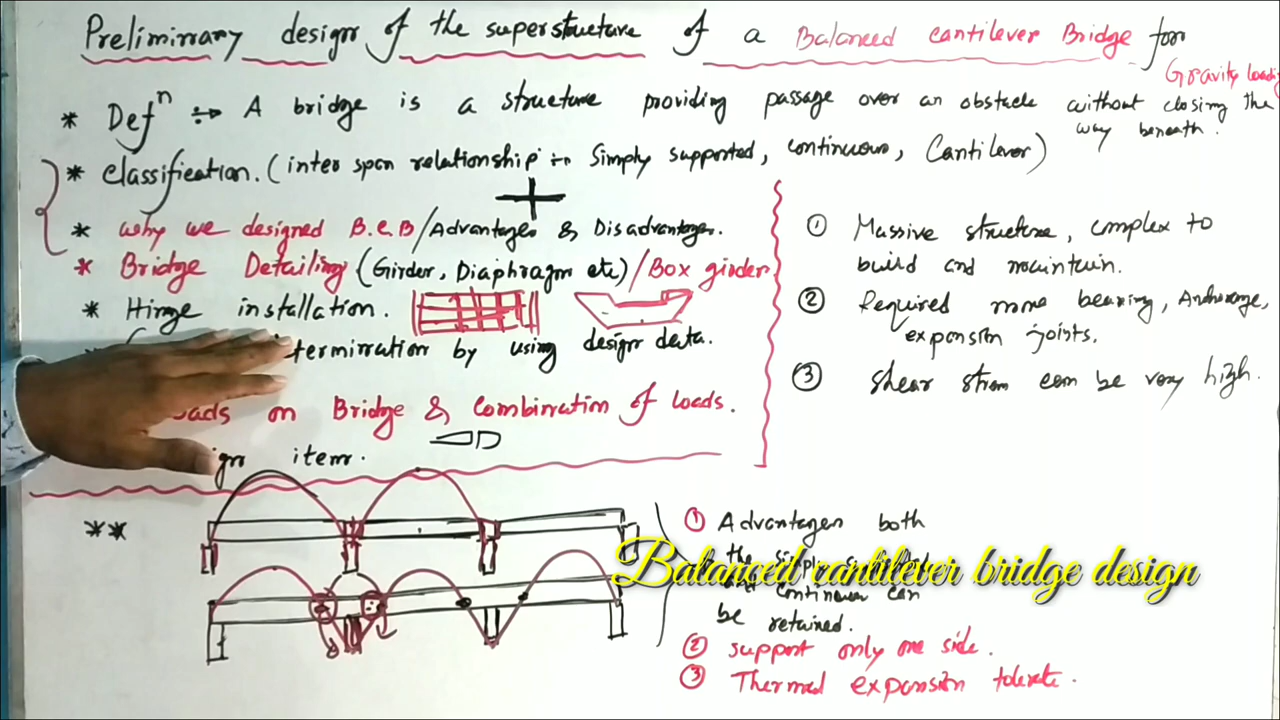 Preliminary design of the superstructure of a Balanced cantilever Bridge for
Gravity loading
* Defⁿ :→ A bridge is a structure providing passage over an obstacle without closing the
way beneath.
* Classification. (inter span relationship :- Simply supported, continuous, Cantilever)
* why we designed B.C.B/Advantages & Disadvantages.
* Bridge Detailing (Girder, Diaphragm etc)/Box girder
* Hinge installation.
termination by using design data.
loads on Bridge & Combination of loads.
item.
① Massive structure, complex to
build and maintain.
② Required more bearing, Anchorage,
expansion joints.
③ Shear stress can be very high.
**
① Advantages both
the simply
and continuous can
be retained.
② support only one side.
③ Thermal expansion tolerate.
Balanced cantilever bridge design